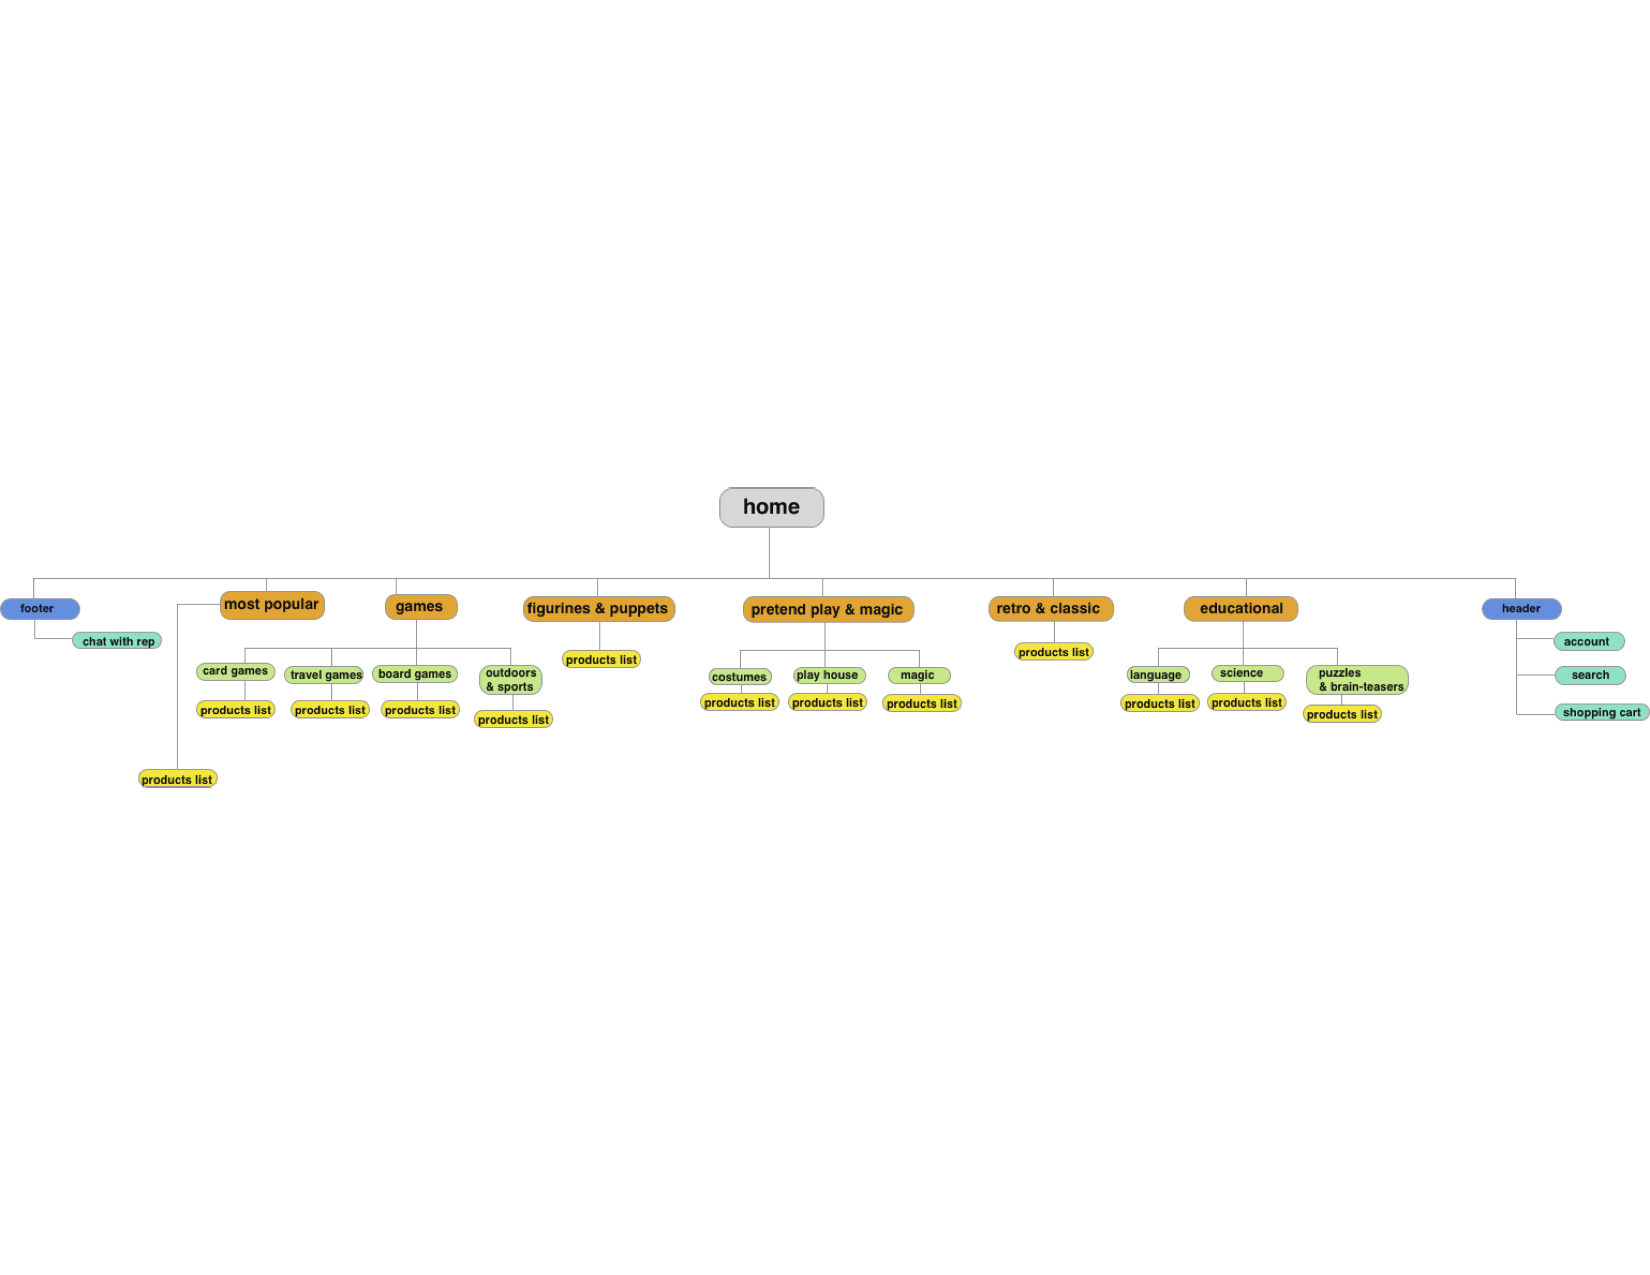 home
footer
most popular
games
figurines & puppets
pretend play & magic
retro & classic
educational
header
chat with rep
products list
card games
products list
travel games
products list
board games
products list
outdoors
& sports
products list
products list
costumes
products list
play house
products list
magic
products list
products list
language
products list
science
products list
puzzles
& brain-teasers
products list
account
search
shopping cart